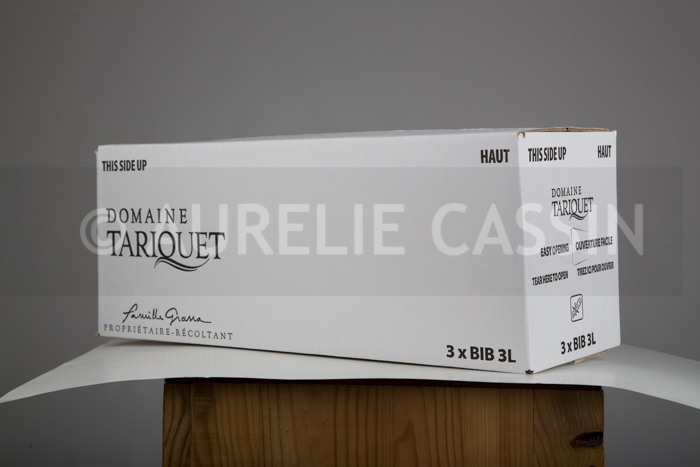 THIS SIDE UP
HAUT
DOMAINE
TARIQUET
Famille Grassa
PROPRIÉTAIRE-RÉCOLTANT
3 x BIB 3L
THIS SIDE UP
HAUT
DOMAINE
TARIQUET
EASY OPENING
OUVERTURE FACILE
TEAR HERE TO OPEN
TIREZ ICI POUR OUVRIR
3 x BIB 3L
© AURELIE CASSIN